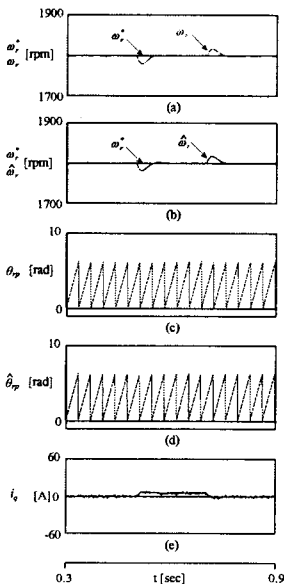 1900
ω*r
ωr [rpm]
ω*r
ωr
1700
(a)
1900
ω*r
ω̂r [rpm]
ω*r
ω̂r
1700
(b)
10
θrp [rad]
0
(c)
10
θ̂rp [rad]
0
(d)
60
iq [A] 0
(e)
-60
0.3 t [sec] 0.9